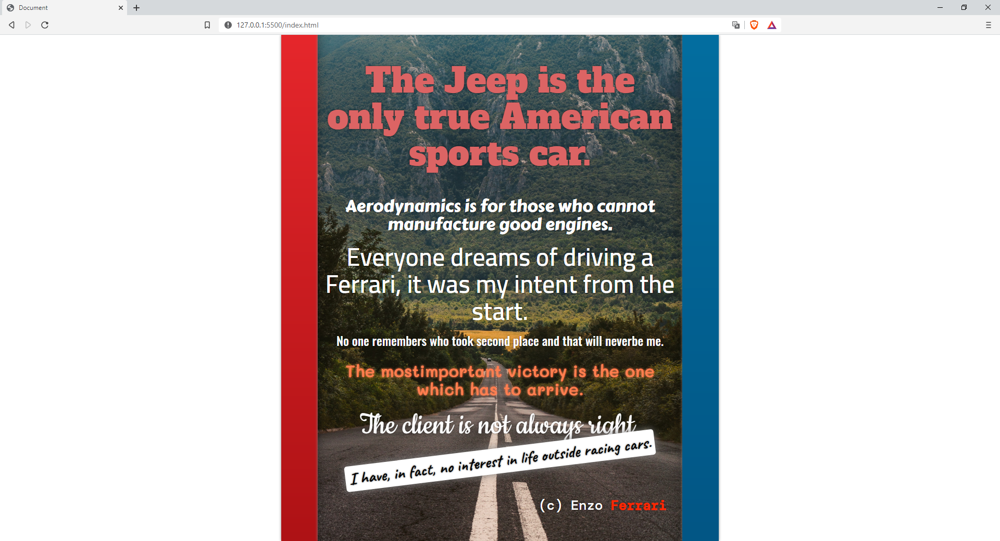 Document
127.0.0.1:5500/index.html
The Jeep is the
only true American
sports car.
Aerodynamics is for those who cannot
manufacture good engines.
Everyone dreams of driving a
Ferrari, it was my intent from the
start.
No one remembers who took second place and that will neverbe me.
The mostimportant victory is the one
which has to arrive.
The client is not always right
I have, in fact, no interest in life outside racing cars.
(c) Enzo Ferrari